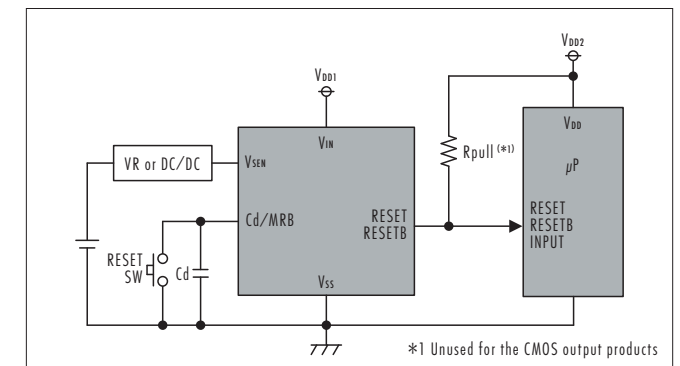 VDD1
VDD2
VIN
VR or DC/DC
VSEN
Cd/MRB
RESET
RESETB
VSS
RESET
SW
Cd
Rpull (*1)
VDD
µP
RESET
RESETB
INPUT
*1 Unused for the CMOS output products